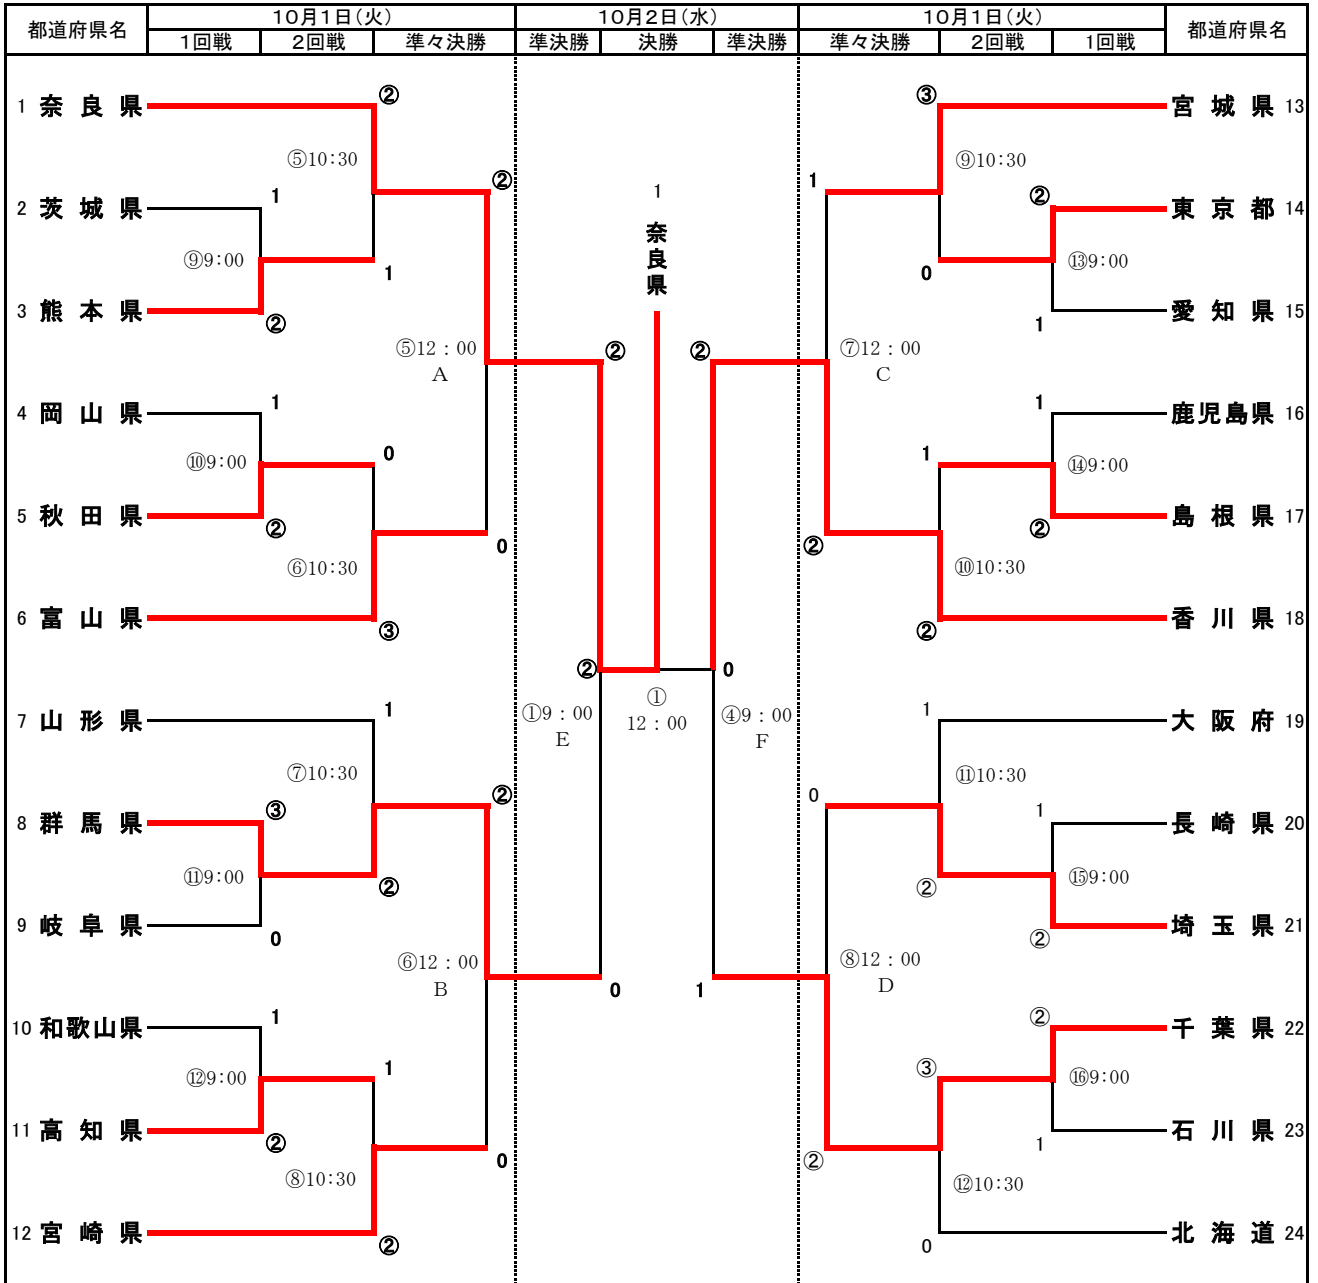 都道府県名 10月1日(火) 10月2日(水) 10月1日(火) 都道府県名
1回戦 2回戦 準々決勝 準決勝 決勝 準決勝 準々決勝 2回戦 1回戦
② ③
1 奈良県 宮城県 13
⑤10:30 ⑨10:30
② 1 1
1 ②
2 茨城県 東京都 14
奈良県
⑨9:00 ⑬9:00
1 0
3 熊本県 愛知県 15
② 1
⑤12:00 ② ② ⑦12:00
A C
1 1
4 岡山県 鹿児島県 16
0 1
⑩9:00 ⑭9:00
5 秋田県 島根県 17
② ②
0 ②
⑥10:30 ⑩10:30
6 富山県 香川県 18
③ ②
② 0
①
①9:00 12:00 ④9:00
E F
1 1
7 山形県 大阪府 19
⑦10:30 ⑪10:30
② 0
③ 1
8 群馬県 長崎県 20
⑪9:00 ⑮9:00
② ②
9 岐阜県 埼玉県 21
0 ②
⑥12:00 ⑧12:00
B D
0 1
1 ②
10 和歌山県 千葉県 22
1 ③
⑫9:00 ⑯9:00
11 高知県 石川県 23
② 1
0 ②
⑧10:30 ⑫10:30
12 宮崎県 北海道 24
② 0